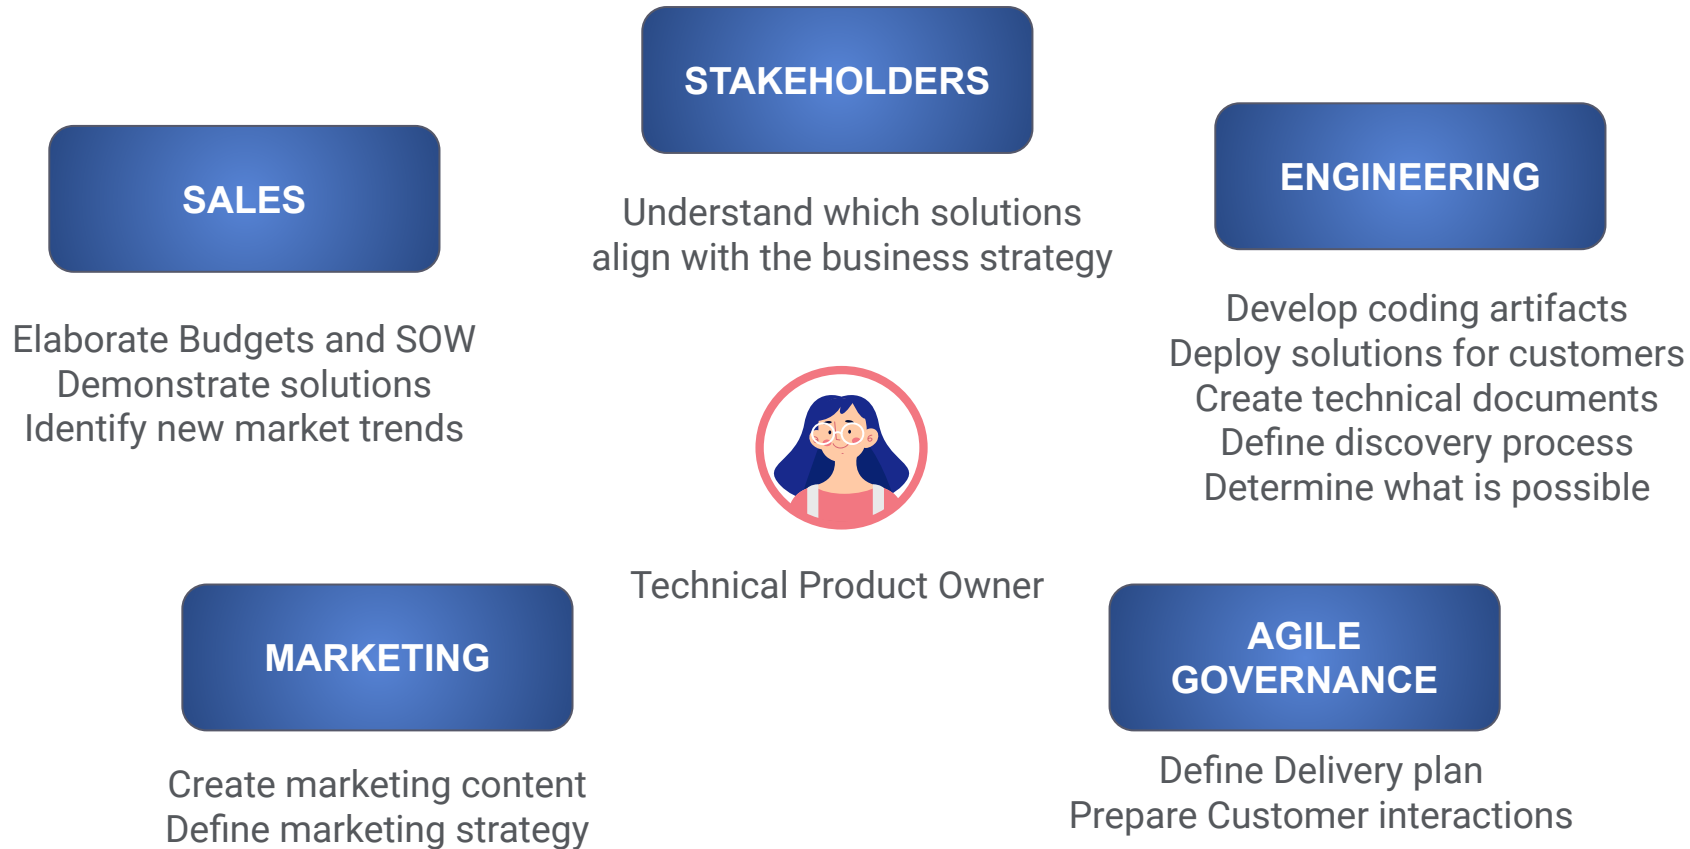 STAKEHOLDERS
Understand which solutions
align with the business strategy
SALES
Elaborate Budgets and SOW
Demonstrate solutions
Identify new market trends
ENGINEERING
Develop coding artifacts
Deploy solutions for customers
Create technical documents
Define discovery process
Determine what is possible
Technical Product Owner
MARKETING
Create marketing content
Define marketing strategy
AGILE
GOVERNANCE
Define Delivery plan
Prepare Customer interactions